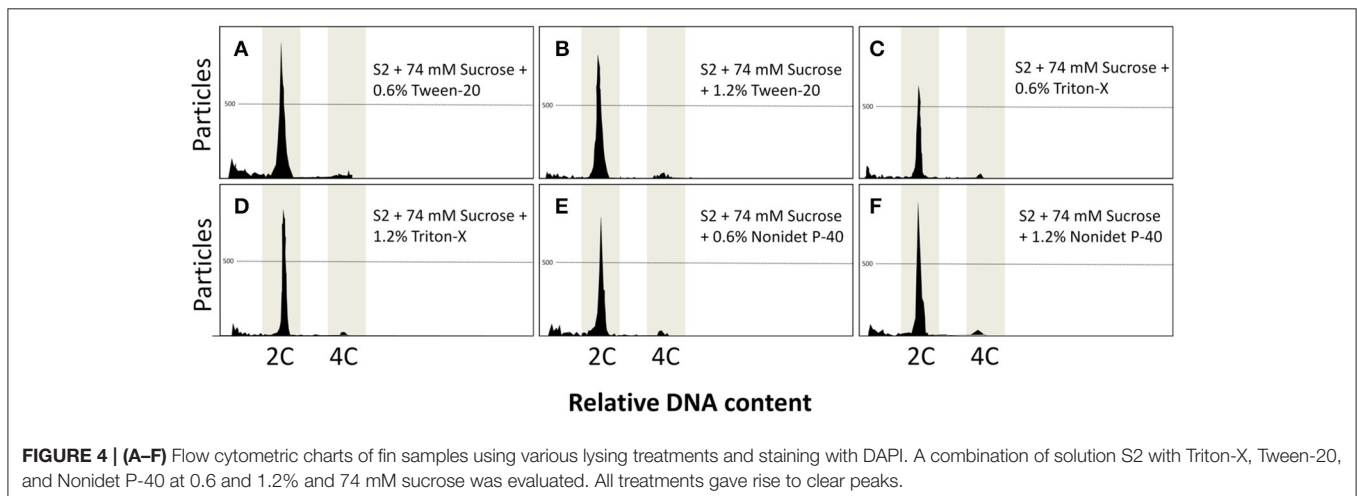 A
S2 + 74 mM Sucrose +
0.6% Tween-20
500
B
S2 + 74 mM Sucrose
+ 1.2% Tween-20
500
C
S2 + 74 mM Sucrose +
0.6% Triton-X
500
Particles
D
S2 + 74 mM Sucrose +
1.2% Triton-X
500
E
S2 + 74 mM Sucrose
+ 0.6% Nonidet P-40
500
F
S2 + 74 mM Sucrose
+ 1.2% Nonidet P-40
500
Particles
2C 4C 2C 4C 2C 4C
Relative DNA content
FIGURE 4 | (A–F) Flow cytometric charts of fin samples using various lysing treatments and staining with DAPI. A combination of solution S2 with Triton-X, Tween-20,
and Nonidet P-40 at 0.6 and 1.2% and 74 mM sucrose was evaluated. All treatments gave rise to clear peaks.